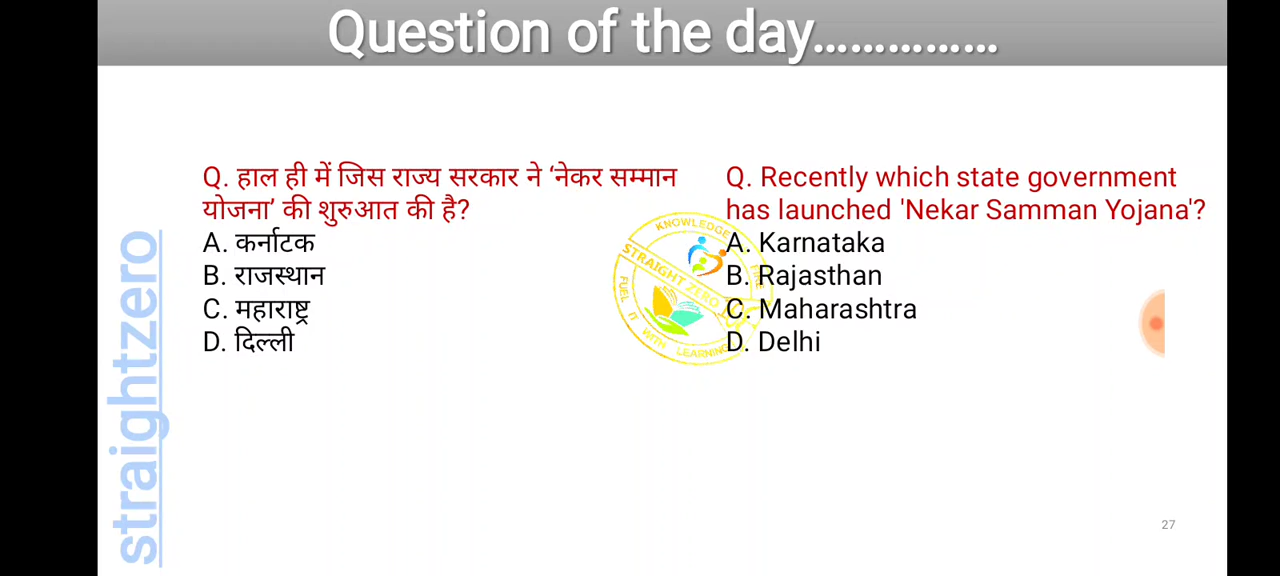 Question of the day……………
Q. हाल ही में जिस राज्य सरकार ने ‘नेकर सम्मान
योजना’ की शुरुआत की है?
A. कर्नाटक
B. राजस्थान
C. महाराष्ट्र
D. दिल्ली
Q. Recently which state government
has launched 'Nekar Samman Yojana'?
A. Karnataka
B. Rajasthan
C. Maharashtra
D. Delhi
KNOWLEDGE
STRAIGHT ZERO
FUEL IT WITH LEARNING
straightzero
27